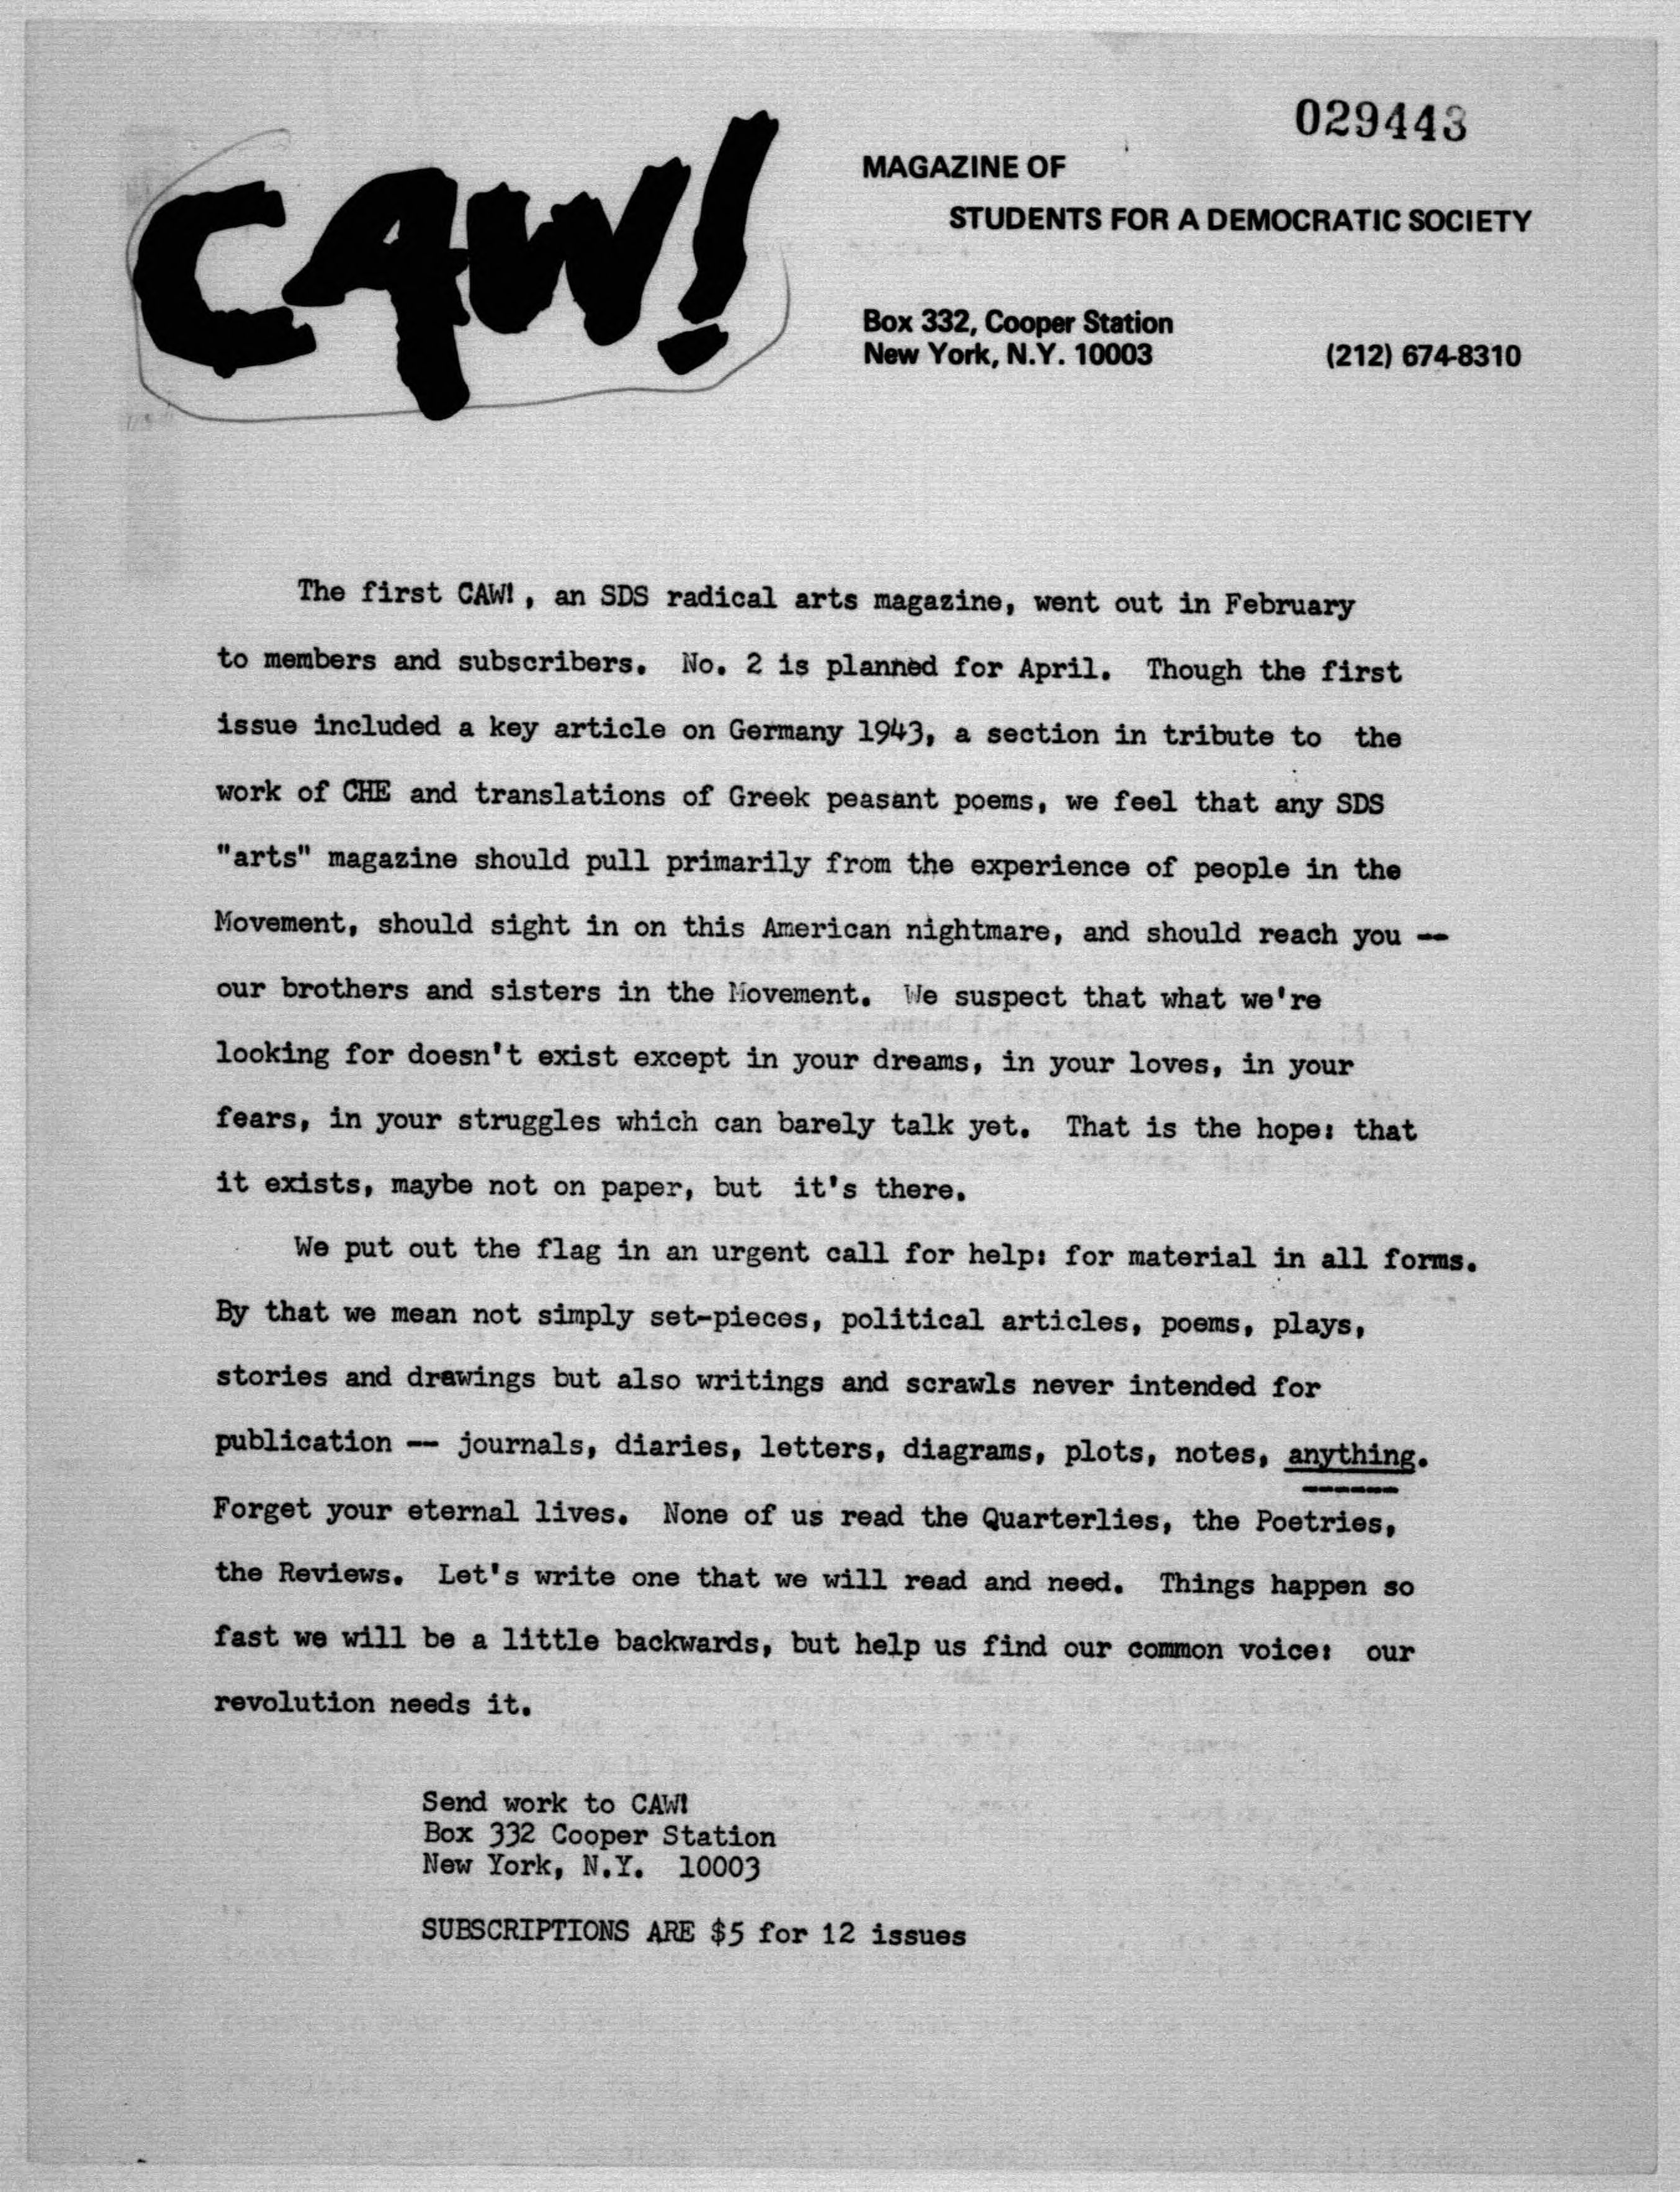 029443
CAW!
MAGAZINE OF
STUDENTS FOR A DEMOCRATIC SOCIETY
Box 332, Cooper Station
New York, N.Y. 10003 (212) 674-8310
The first CAW!, an SDS radical arts magazine, went out in February
to members and subscribers. No. 2 is planned for April. Though the first
issue included a key article on Germany 1943, a section in tribute to the
work of CHE and translations of Greek peasant poems, we feel that any SDS
"arts" magazine should pull primarily from the experience of people in the
Movement, should sight in on this American nightmare, and should reach you --
our brothers and sisters in the Movement. We suspect that what we're
looking for doesn't exist except in your dreams, in your loves, in your
fears, in your struggles which can barely talk yet. That is the hope: that
it exists, maybe not on paper, but it's there.
We put out the flag in an urgent call for help: for material in all forms.
By that we mean not simply set-pieces, political articles, poems, plays,
stories and drawings but also writings and scrawls never intended for
publication -- journals, diaries, letters, diagrams, plots, notes, anything.
Forget your eternal lives. None of us read the Quarterlies, the Poetries,
the Reviews. Let's write one that we will read and need. Things happen so
fast we will be a little backwards, but help us find our common voice: our
revolution needs it.
Send work to CAW!
Box 332 Cooper Station
New York, N.Y. 10003
SUBSCRIPTIONS ARE $5 for 12 issues